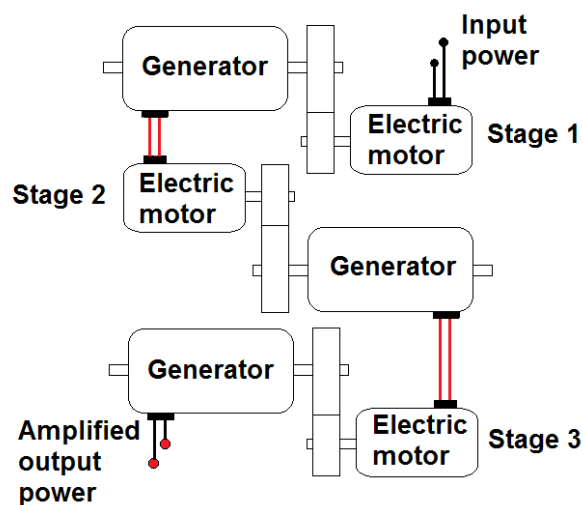 Input
power
Generator
Electric
motor
Stage 1
Stage 2
Electric
motor
Generator
Generator
Amplified
output
power
Electric
motor
Stage 3